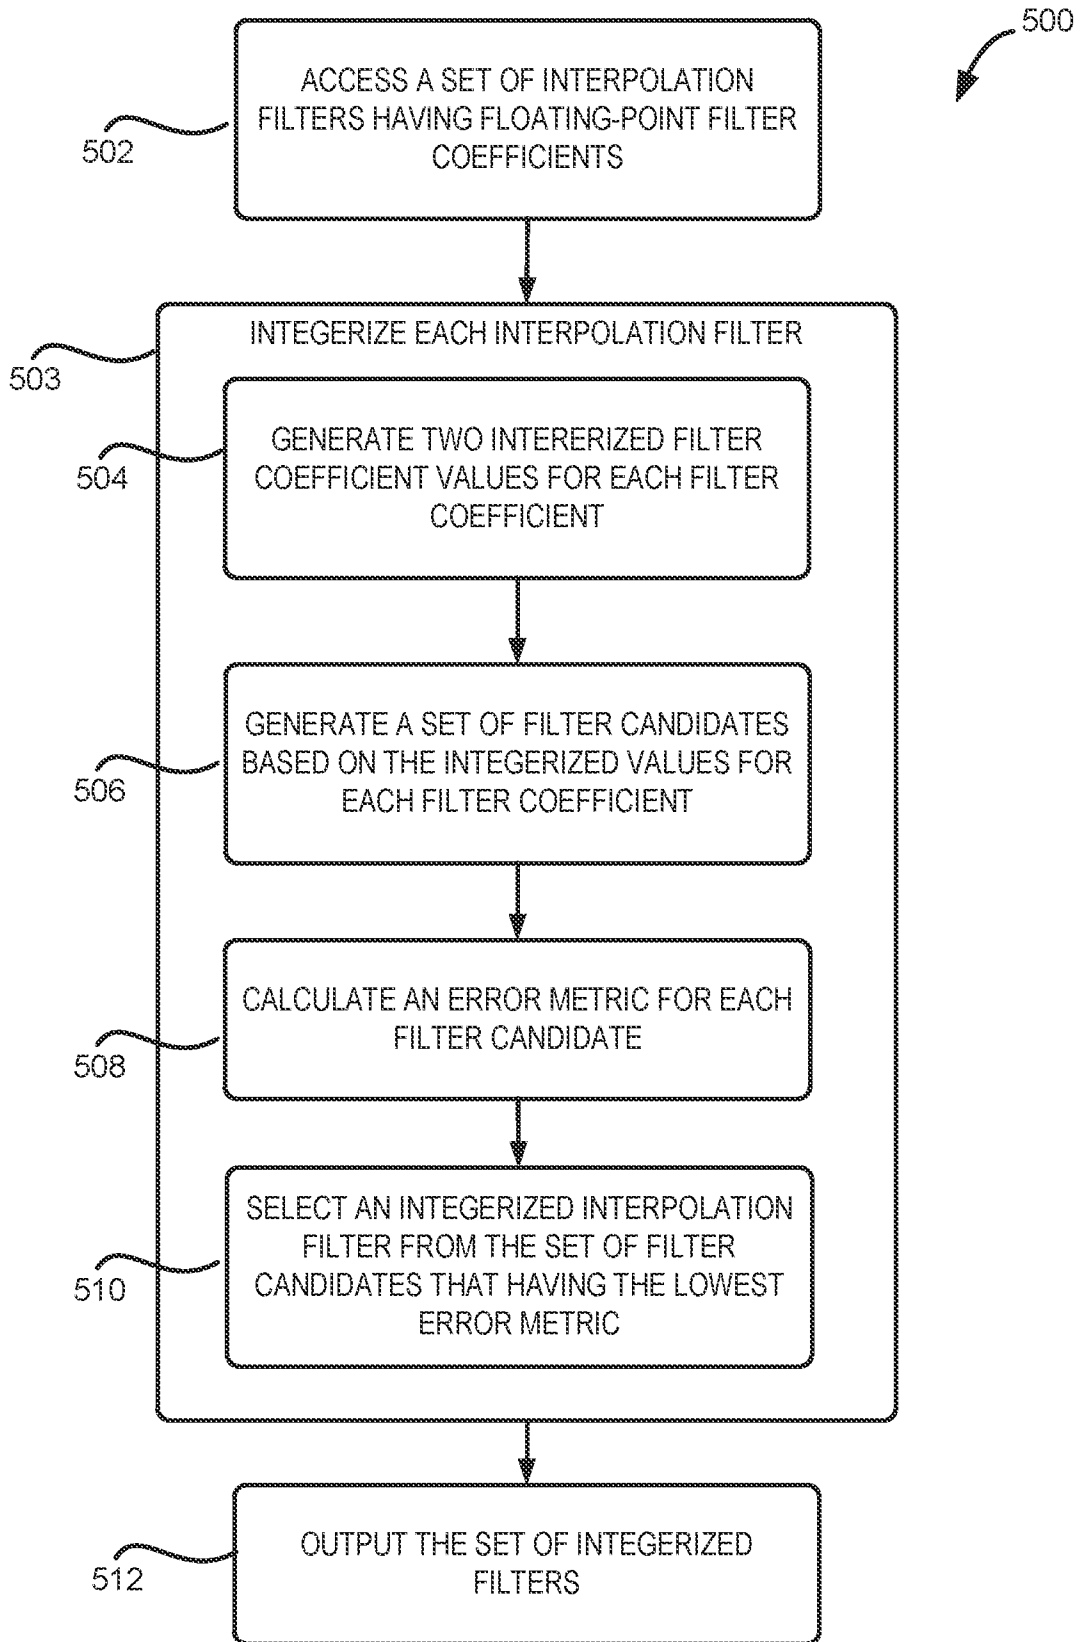 500
ACCESS A SET OF INTERPOLATION
FILTERS HAVING FLOATING-POINT FILTER
COEFFICIENTS
502
INTEGERIZE EACH INTERPOLATION FILTER
503
GENERATE TWO INTERERIZED FILTER
COEFFICIENT VALUES FOR EACH FILTER
COEFFICIENT
504
GENERATE A SET OF FILTER CANDIDATES
BASED ON THE INTEGERIZED VALUES FOR
EACH FILTER COEFFICIENT
506
CALCULATE AN ERROR METRIC FOR EACH
FILTER CANDIDATE
508
SELECT AN INTEGERIZED INTERPOLATION
FILTER FROM THE SET OF FILTER
CANDIDATES THAT HAVING THE LOWEST
ERROR METRIC
510
OUTPUT THE SET OF INTEGERIZED
FILTERS
512